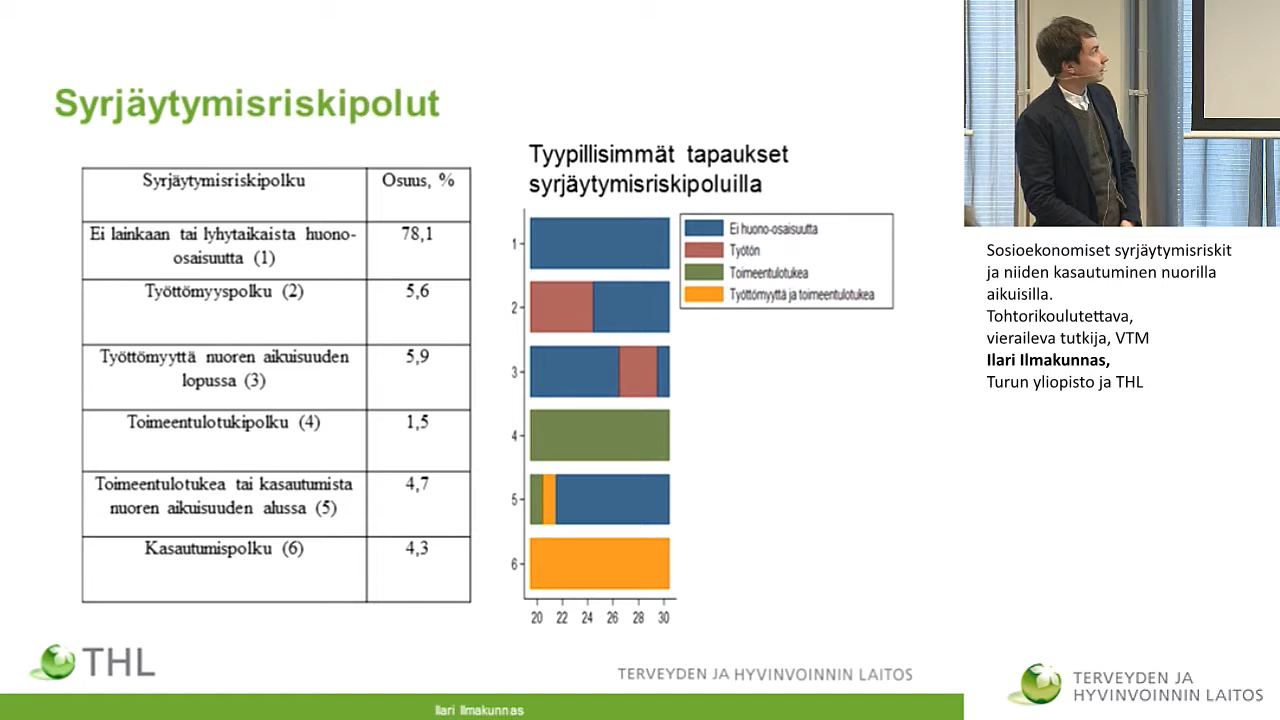 Syrjäytymisriskipolut
Syrjäytymisriskipolku
Osuus, %
Ei lainkaan tai lyhytaikaista huono-
osaisuutta (1)
78,1
Työttömyyspolku (2)
5,6
Työttömyyttä nuoren aikuisuuden
lopussa (3)
5,9
Toimeentulotukipolku (4)
1,5
Toimeentulotukea tai kasautumista
nuoren aikuisuuden alussa (5)
4,7
Kasautumispolku (6)
4,3
Tyypillisimmät tapaukset
syrjäytymisriskipoluilla
Ei huono-osaisuutta
Työtön
Toimeentulotukea
Työttömyyttä ja toimeentulotukea
1
2
3
4
5
6
20 22 24 26 28 30
THL
TERVEYDEN JA HYVINVOINNIN LAITOS
Ilari Ilmakunnas
Sosioekonomiset syrjäytymisriskit
ja niiden kasautuminen nuorilla
aikuisilla.
Tohtorikoulutettava,
vieraileva tutkija, VTM
Ilari Ilmakunnas,
Turun yliopisto ja THL
TERVEYDEN JA
HYVINVOINNIN LAITOS